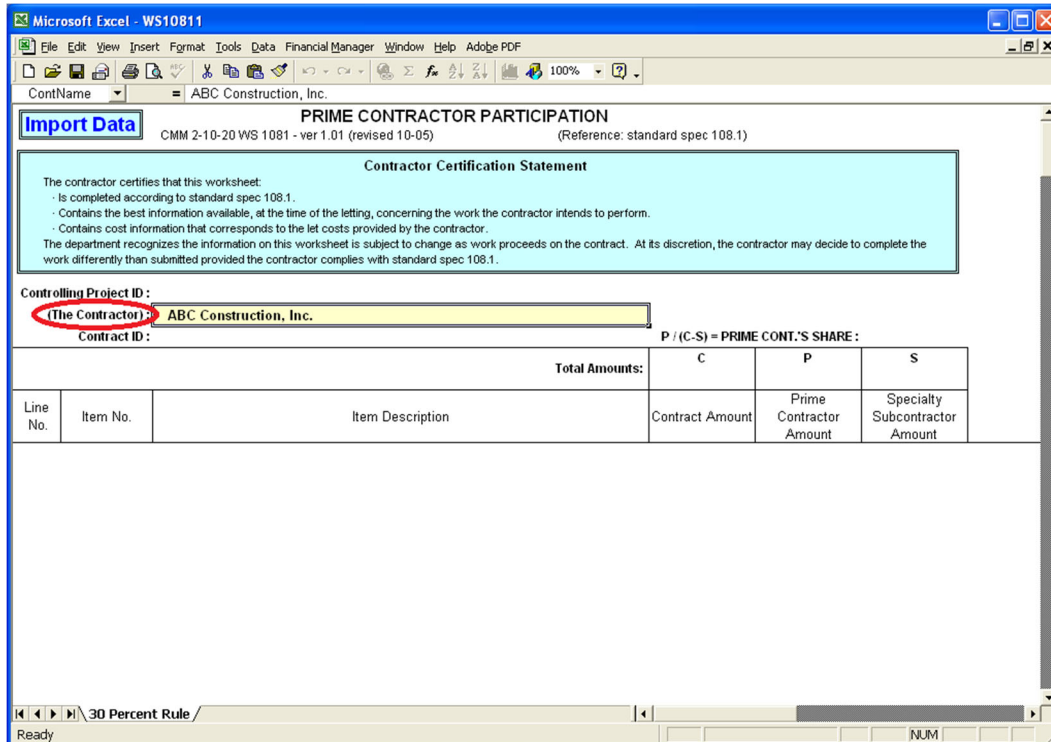 Microsoft Excel - WS10811
File Edit View Insert Format Tools Data Financial Manager Window Help Adobe PDF
100%
ContName = ABC Construction, Inc.
Import Data
PRIME CONTRACTOR PARTICIPATION
CMM 2-10-20 WS 1081 - ver 1.01 (revised 10-05) (Reference: standard spec 108.1)
Contractor Certification Statement
The contractor certifies that this worksheet:
· Is completed according to standard spec 108.1.
· Contains the best information available, at the time of the letting, concerning the work the contractor intends to perform.
· Contains cost information that corresponds to the let costs provided by the contractor.
The department recognizes the information on this worksheet is subject to change as work proceeds on the contract. At its discretion, the contractor may decide to complete the
work differently than submitted provided the contractor complies with standard spec 108.1.
Controlling Project ID :
(The Contractor) : ABC Construction, Inc.
Contract ID : P / (C-S) = PRIME CONT.'S SHARE :
Total Amounts: C P S
Line No. Item No. Item Description Contract Amount Prime Contractor Amount Specialty Subcontractor Amount
30 Percent Rule
Ready NUM